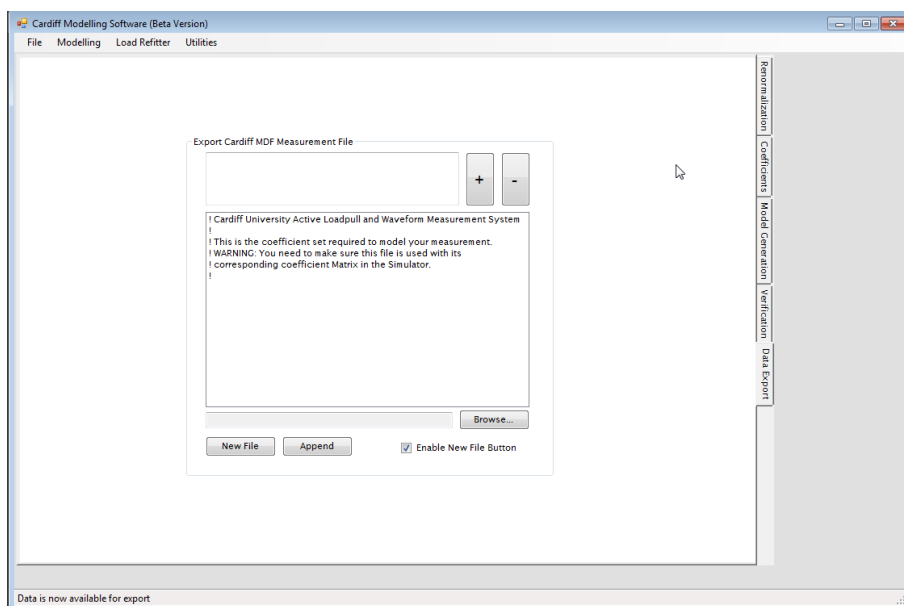 Cardiff Modelling Software (Beta Version)
File Modelling Load Refitter Utilities
Renormalization
Coefficients
Model Generation
Verification
Data Export
Export Cardiff MDF Measurement File
+ -
! Cardiff University Active Loadpull and Waveform Measurement System
!
! This is the coefficient set required to model your measurement.
! WARNING: You need to make sure this file is used with its
! corresponding coefficient Matrix in the Simulator.
!
Browse...
New File Append Enable New File Button
Data is now available for export